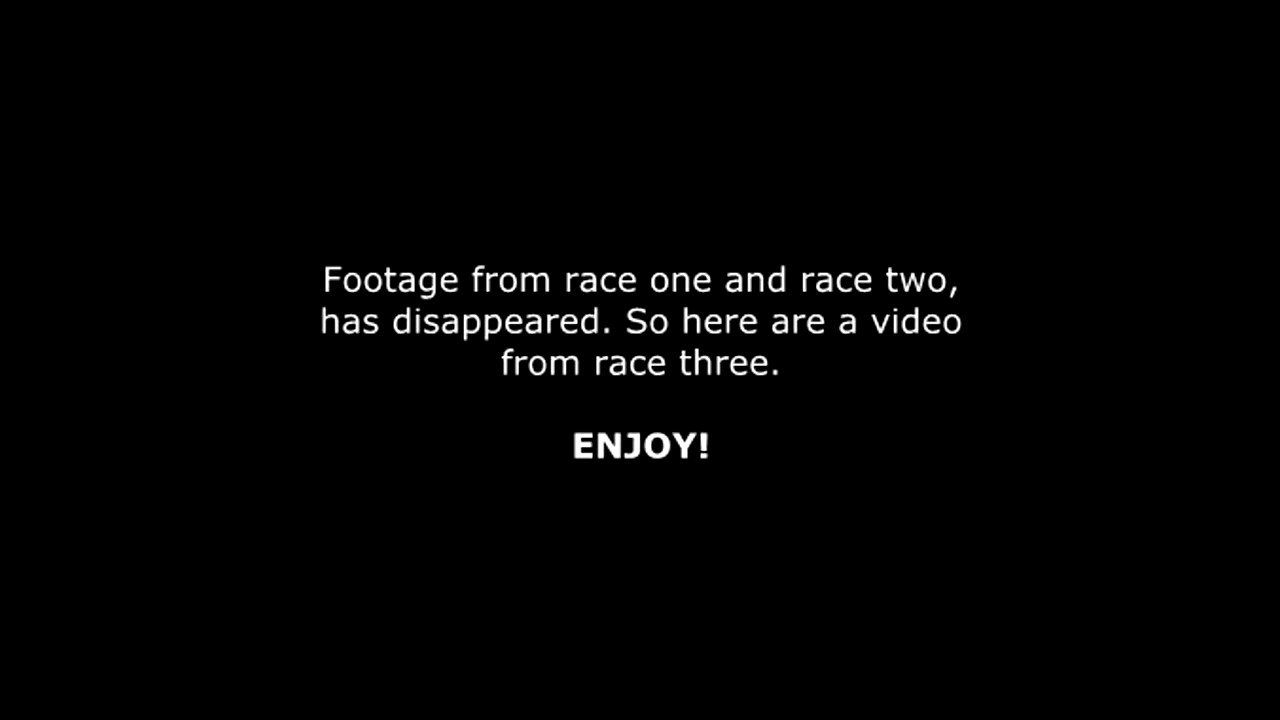 Footage from race one and race two,
has disappeared. So here are a video
from race three.
ENJOY!